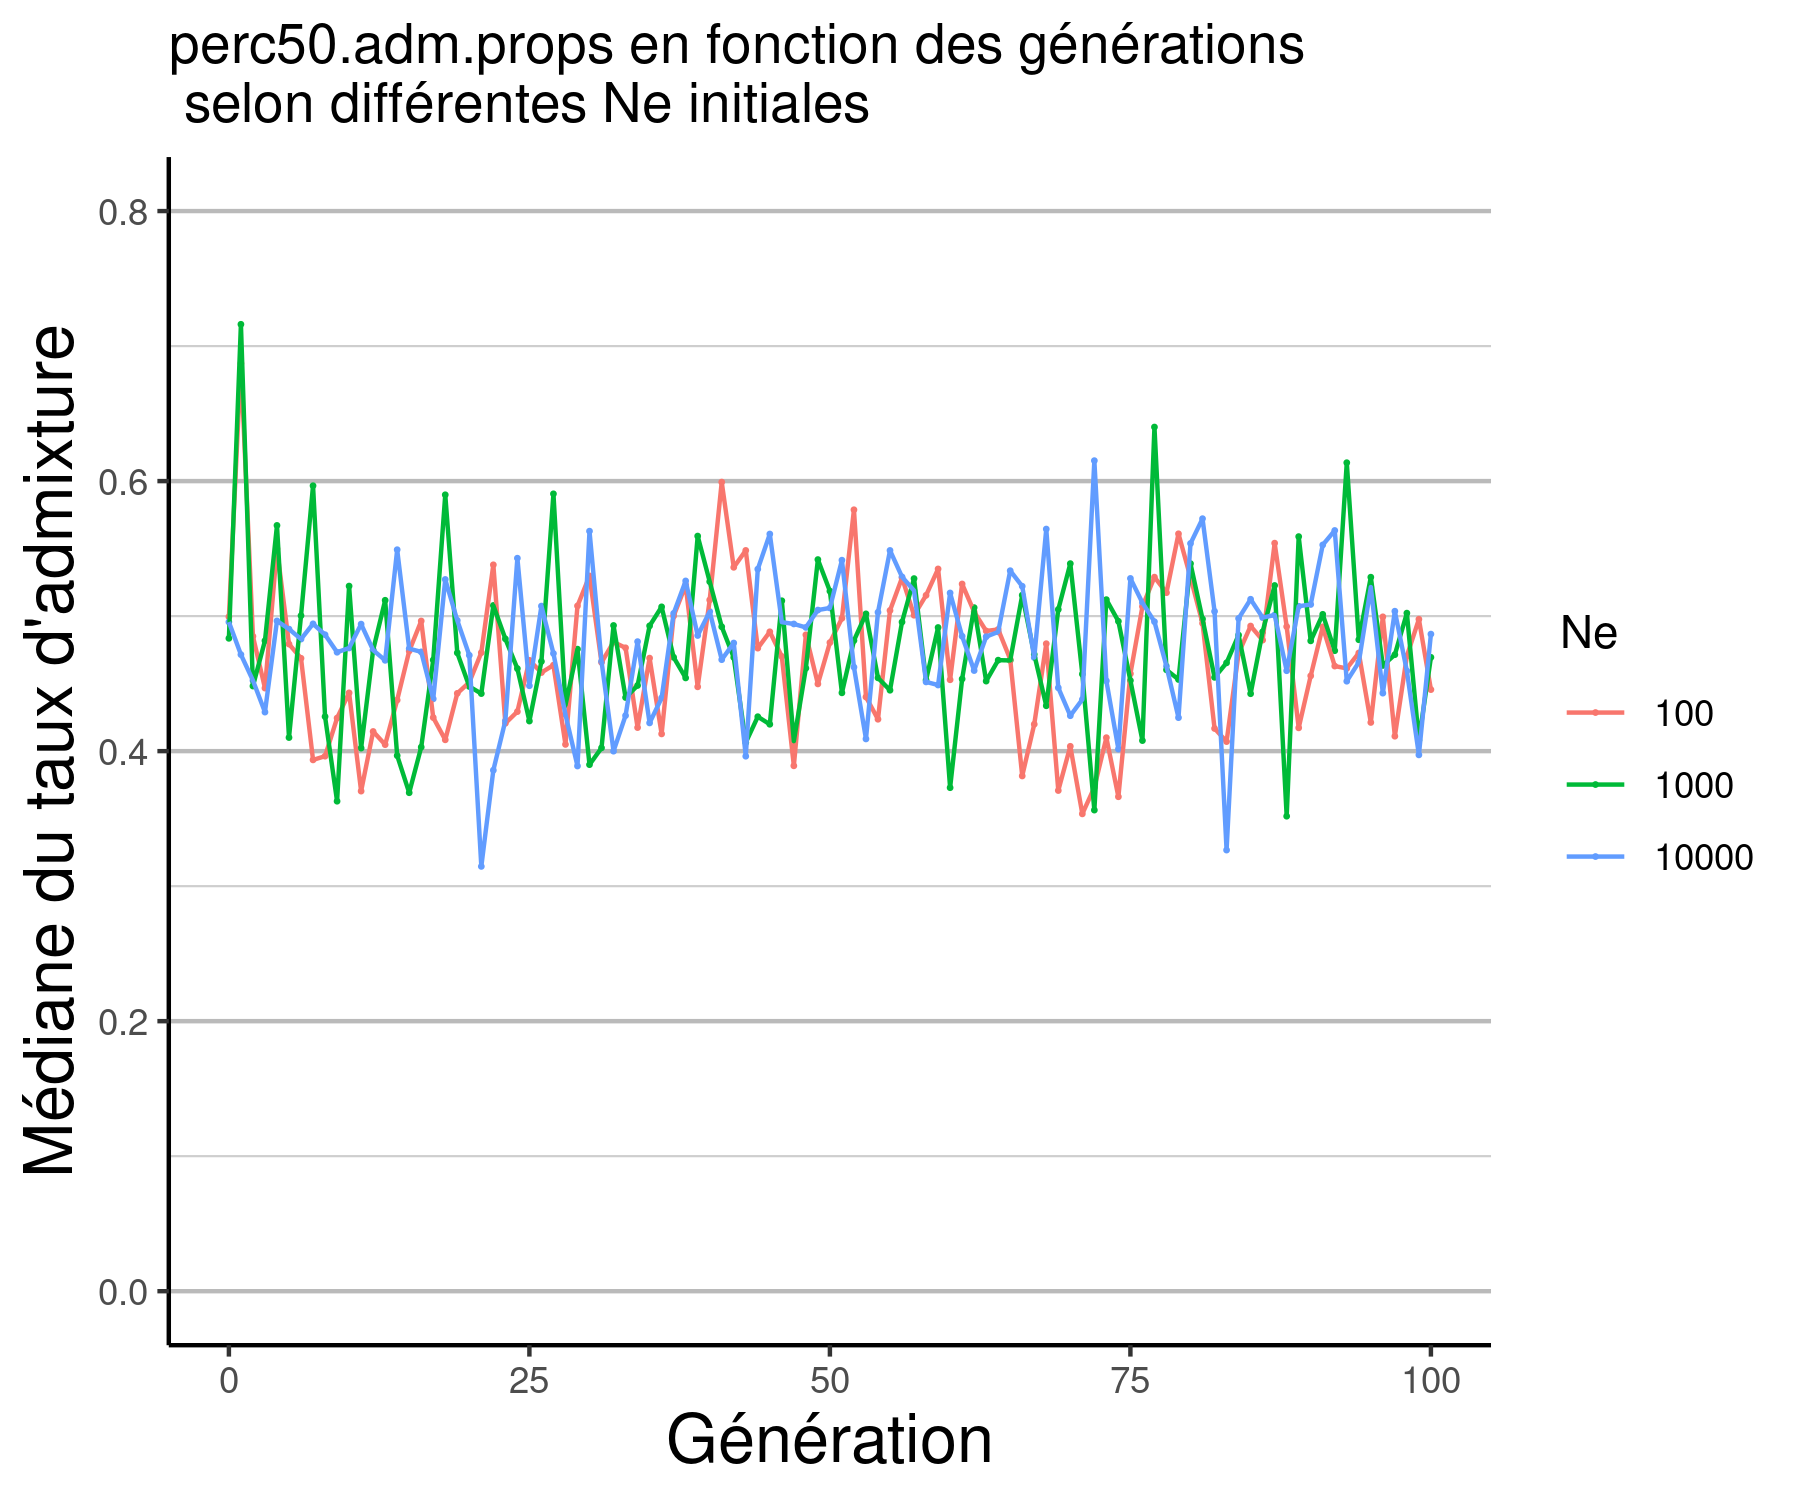 perc50.adm.props en fonction des générations
selon différentes Ne initiales
Médiane du taux d'admixture
0.8
0.6
0.4
0.2
0.0
0
25
50
75
100
Génération
Ne
100
1000
10000